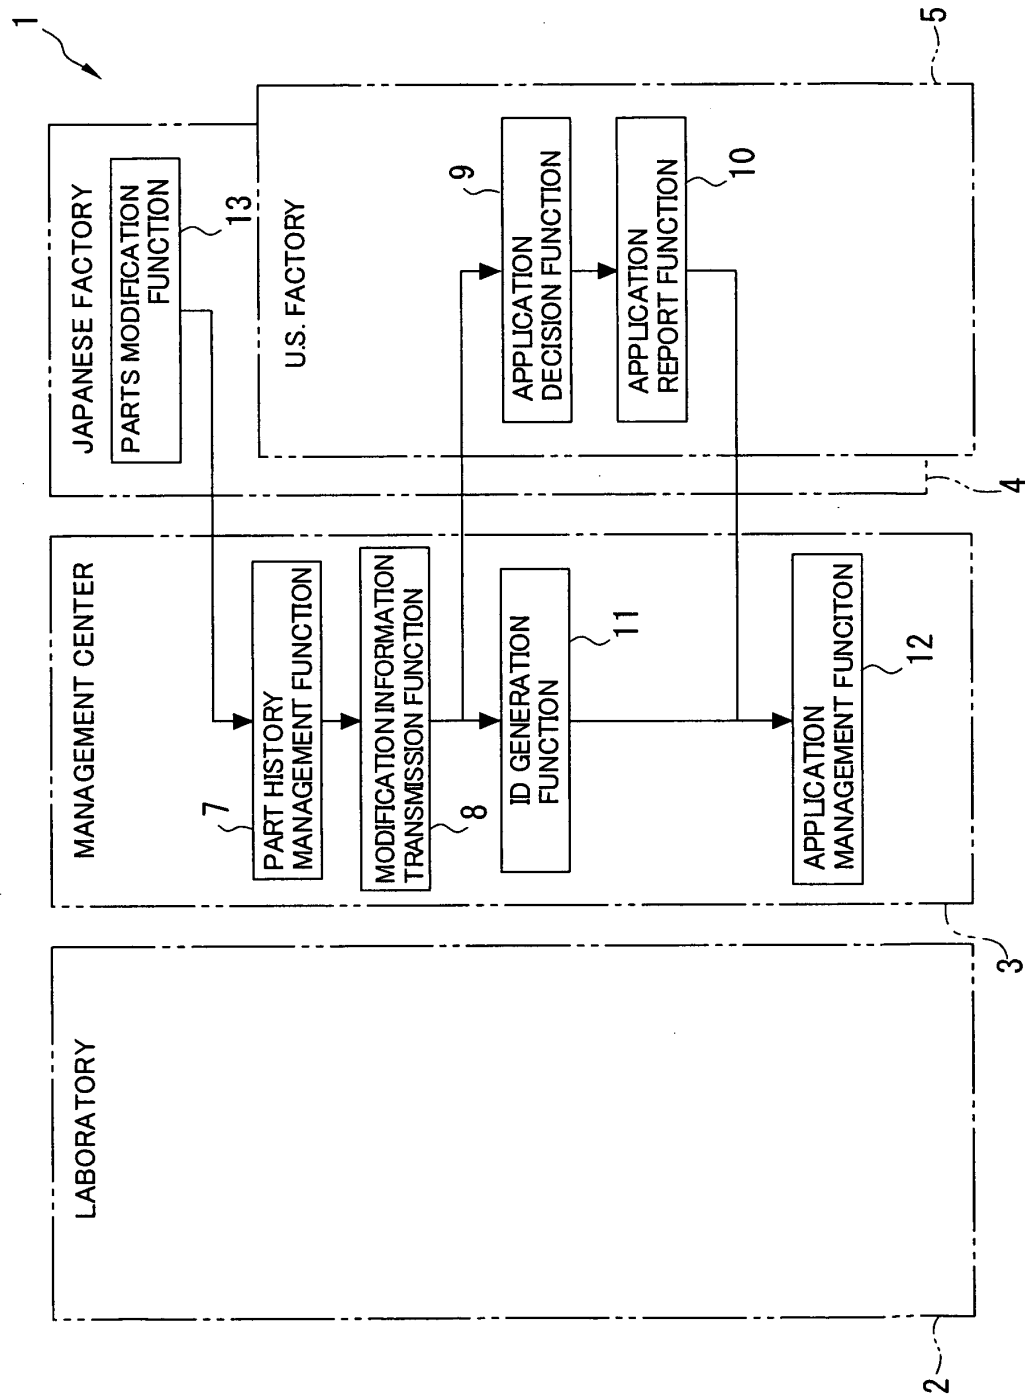 1
LABORATORY
2
MANAGEMENT CENTER
7
PART HISTORY
MANAGEMENT FUNCTION
MODIFICATION INFORMATION
TRANSMISSION FUNCTION
8
ID GENERATION
FUNCTION
11
APPLICATION
MANAGEMENT FUNCITON
12
3
JAPANESE FACTORY
PARTS MODIFICATION
FUNCTION
13
4
U.S. FACTORY
9
APPLICATION
DECISION FUNCTION
APPLICATION
REPORT FUNCTION
10
5